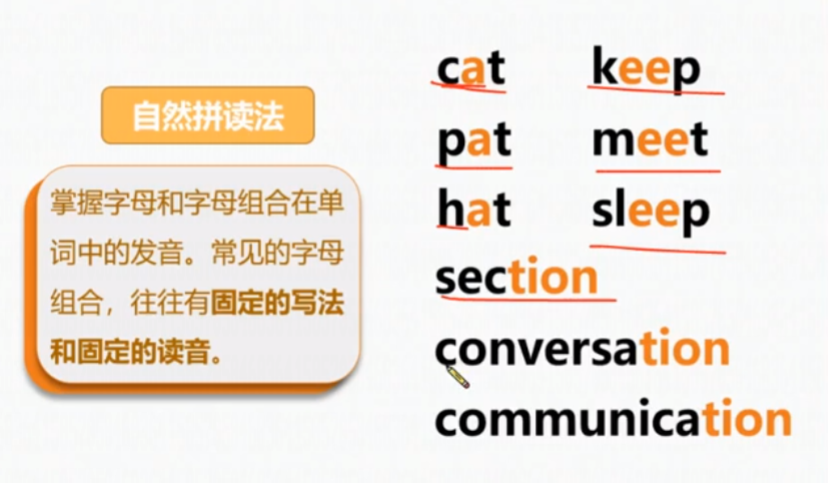 自然拼读法
掌握字母和字母组合在单
词中的发音。常见的字母
组合，往往有固定的写法
和固定的读音。
cat keep
pat meet
hat sleep
section
conversation
communication